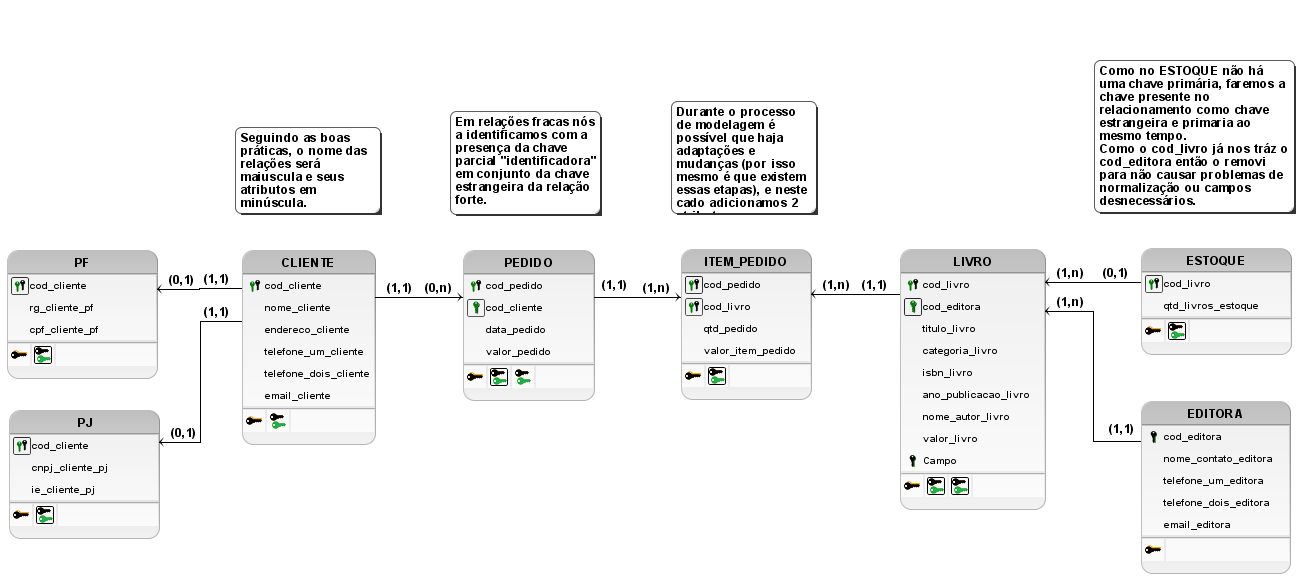 Seguindo as boas
práticas, o nome das
relações será
maiúscula e seus
atributos em
minúscula.
Em relações fracas nós
a identificamos com a
presença da chave
parcial "identificadora"
em conjunto da chave
estrangeira da relação
forte.
Durante o processo
de modelagem é
possível que haja
adaptações e
mudanças (por isso
mesmo é que existem
essas etapas), e neste
cado adicionamos 2
Como no ESTOQUE não há
uma chave primária, faremos a
chave presente no
relacionamento como chave
estrangeira e primaria ao
mesmo tempo.
Como o cod_livro já nos tráz o
cod_editora então o removi
para não causar problemas de
normalização ou campos
desnecessários.
PF
cod_cliente
rg_cliente_pf
cpf_cliente_pf
(0,1)
(1,1)
PJ
cod_cliente
cnpj_cliente_pj
ie_cliente_pj
(0,1)
(1,1)
CLIENTE
cod_cliente
nome_cliente
endereco_cliente
telefone_um_cliente
telefone_dois_cliente
email_cliente
(1,1)
(0,n)
PEDIDO
cod_pedido
cod_cliente
data_pedido
valor_pedido
(1,1)
(1,n)
ITEM_PEDIDO
cod_pedido
cod_livro
qtd_pedido
valor_item_pedido
(1,n)
(1,1)
LIVRO
cod_livro
cod_editora
titulo_livro
categoria_livro
isbn_livro
ano_publicacao_livro
nome_autor_livro
valor_livro
Campo
(1,n)
(0,1)
(1,n)
(1,1)
ESTOQUE
cod_livro
qtd_livros_estoque
EDITORA
cod_editora
nome_contato_editora
telefone_um_editora
telefone_dois_editora
email_editora